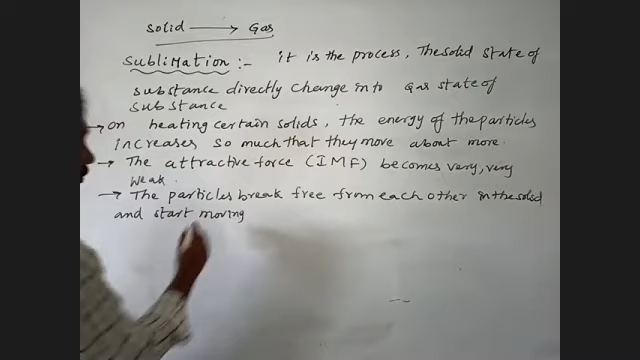 solid ⟶ Gas
sublimation :- it is the process, The solid state of
substance directly change into Gas state of
substance
→ on heating certain solids, the energy of the particles
increases so much that they move about more.
→ The attractive force (IMF) becomes very, very
weak.
→ The particles break free from each other in the solid
and start moving